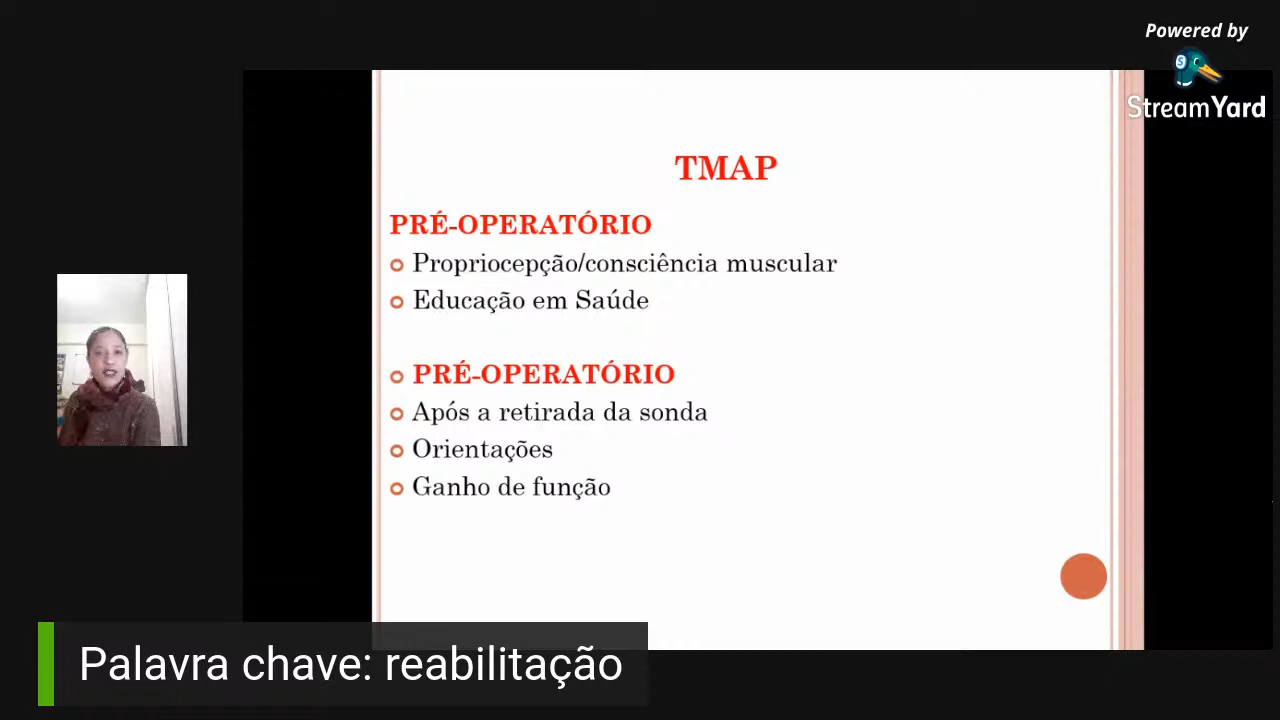 Powered by
StreamYard
TMAP
PRÉ-OPERATÓRIO
Propriocepção/consciência muscular
Educação em Saúde
PRÉ-OPERATÓRIO
Após a retirada da sonda
Orientações
Ganho de função
Palavra chave: reabilitação